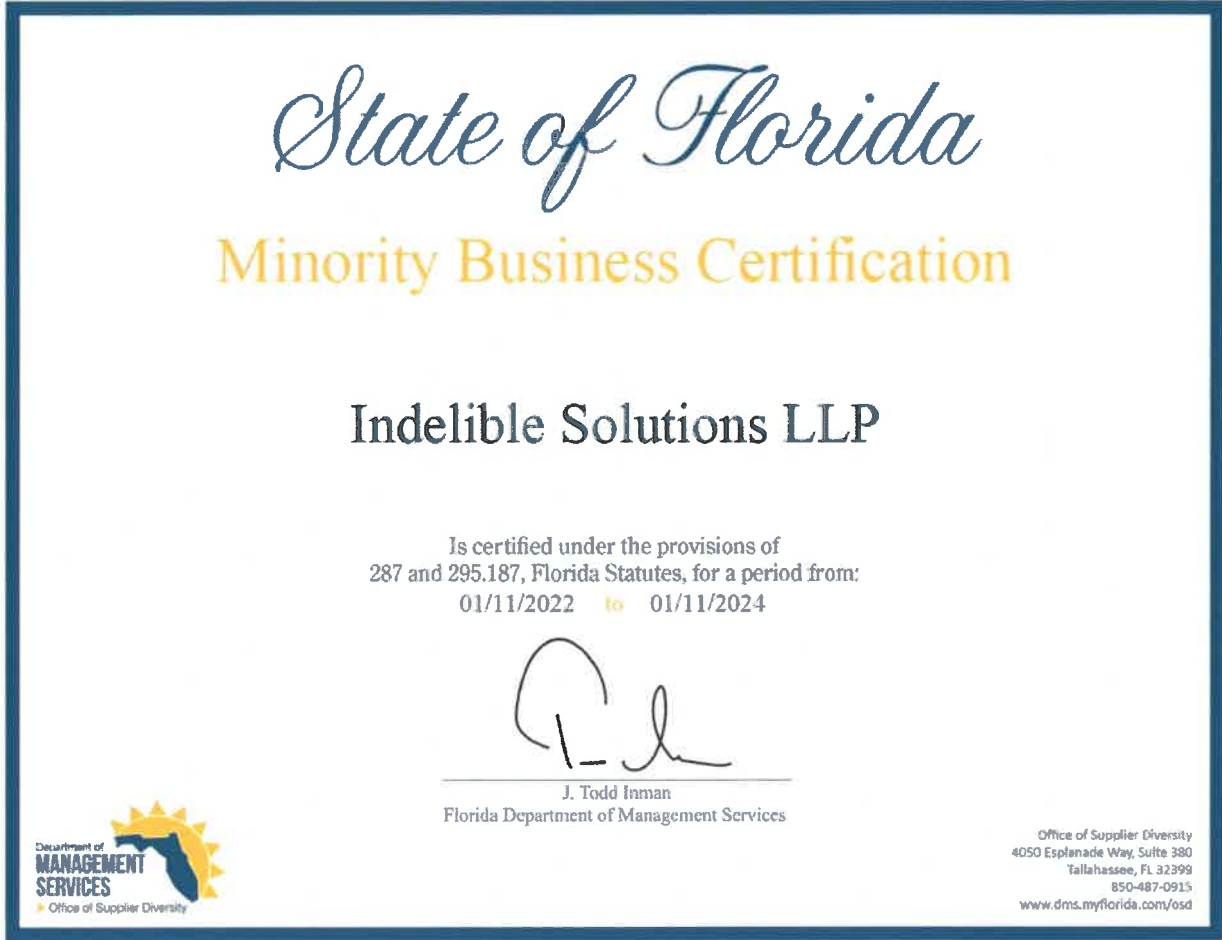 State of Florida
Minority Business Certification
Indelible Solutions LLP
Is certified under the provisions of
287 and 295.187, Florida Statutes, for a period from:
01/11/2022 to 01/11/2024
J. Todd Inman
Florida Department of Management Services
Department of
MANAGEMENT
SERVICES
Office of Supplier Diversity
Office of Supplier Diversity
4050 Esplanade Way, Suite 380
Tallahassee, FL 32399
850-487-0915
www.dms.myflorida.com/osd